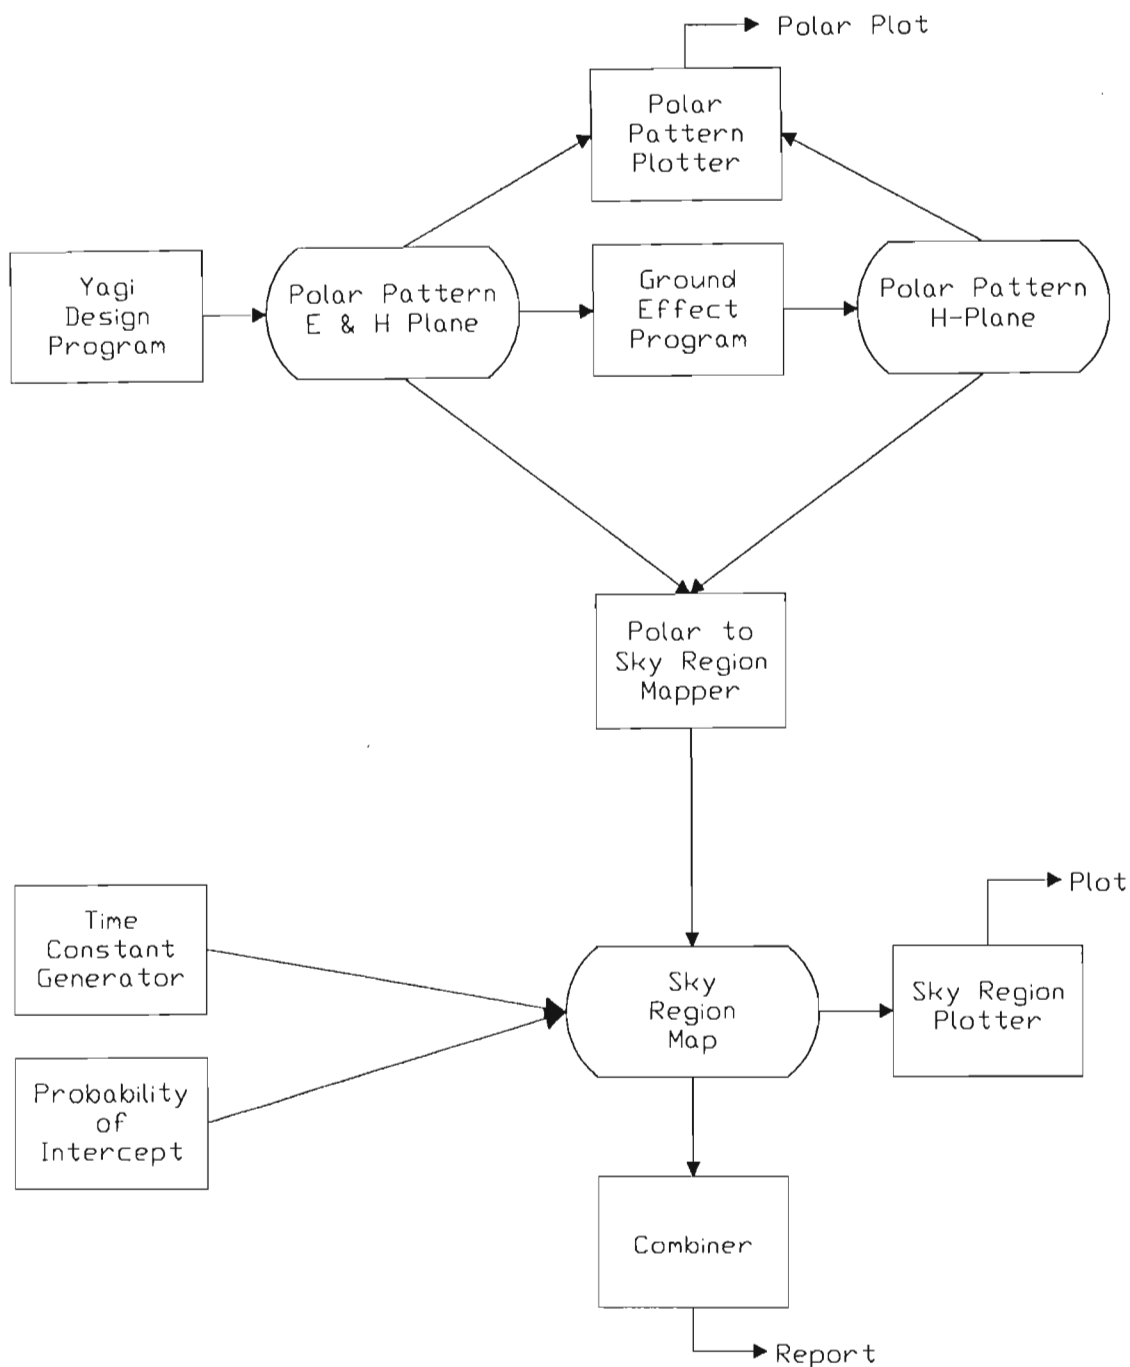 Polar Plot
Polar
Pattern
Plotter
Yagi
Design
Program
Polar Pattern
E & H Plane
Ground
Effect
Program
Polar Pattern
H-Plane
Polar to
Sky Region
Mapper
Time
Constant
Generator
Sky
Region
Map
Plot
Sky Region
Plotter
Probability
of
Intercept
Combiner
Report